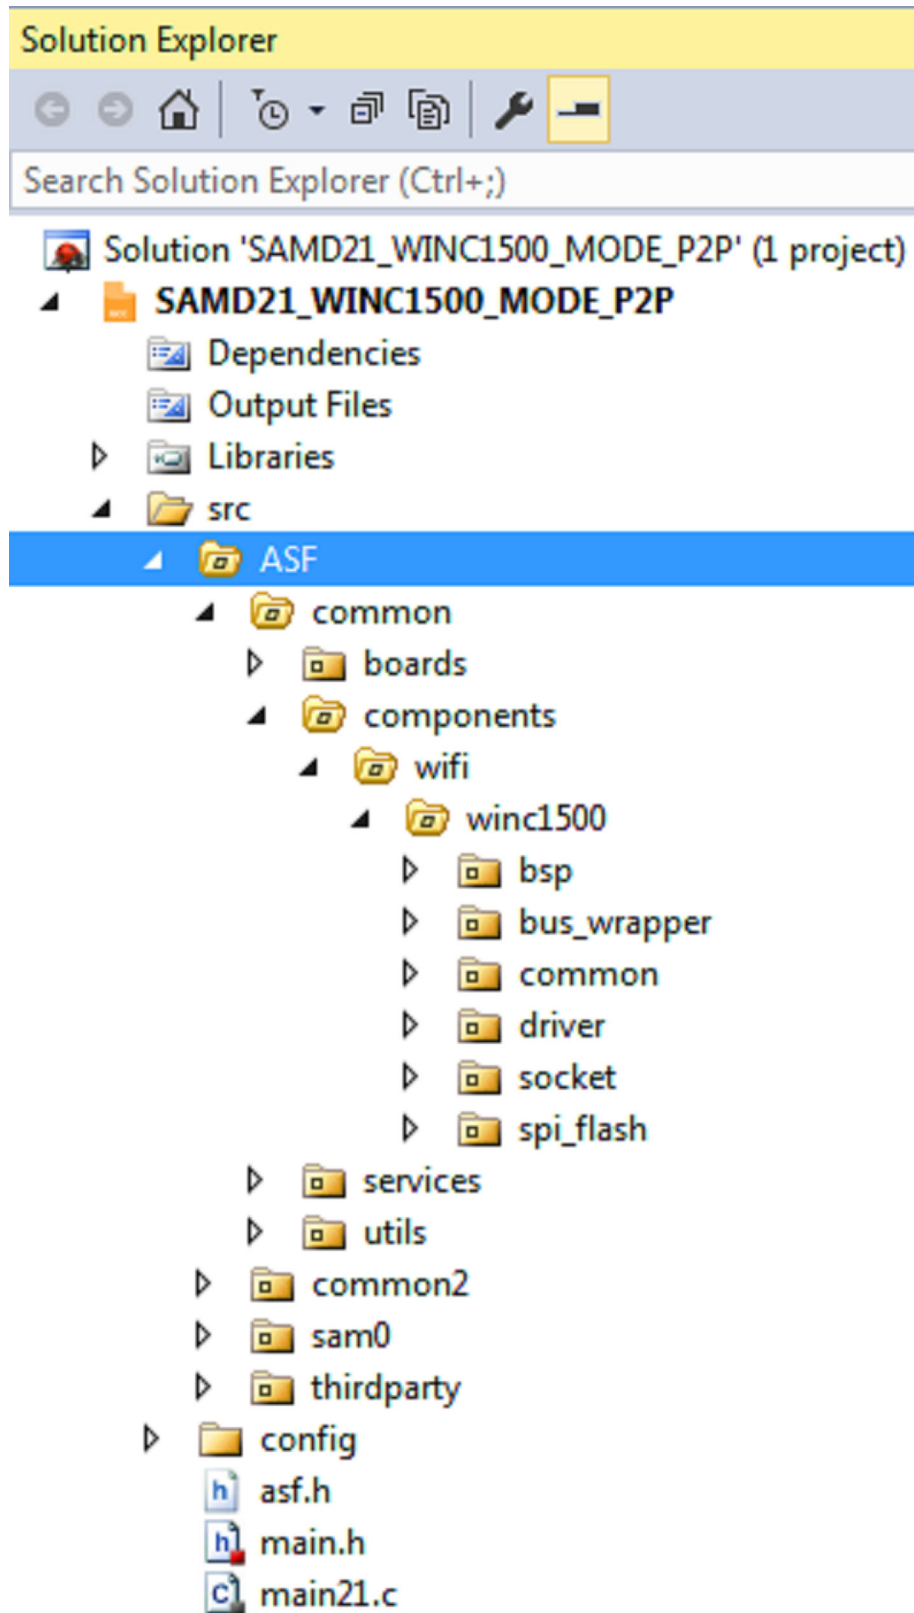 Solution Explorer
Search Solution Explorer (Ctrl+;)
Solution 'SAMD21_WINC1500_MODE_P2P' (1 project)
SAMD21_WINC1500_MODE_P2P
Dependencies
Output Files
Libraries
src
ASF
common
boards
components
wifi
winc1500
bsp
bus_wrapper
common
driver
socket
spi_flash
services
utils
common2
sam0
thirdparty
config
asf.h
main.h
main21.c